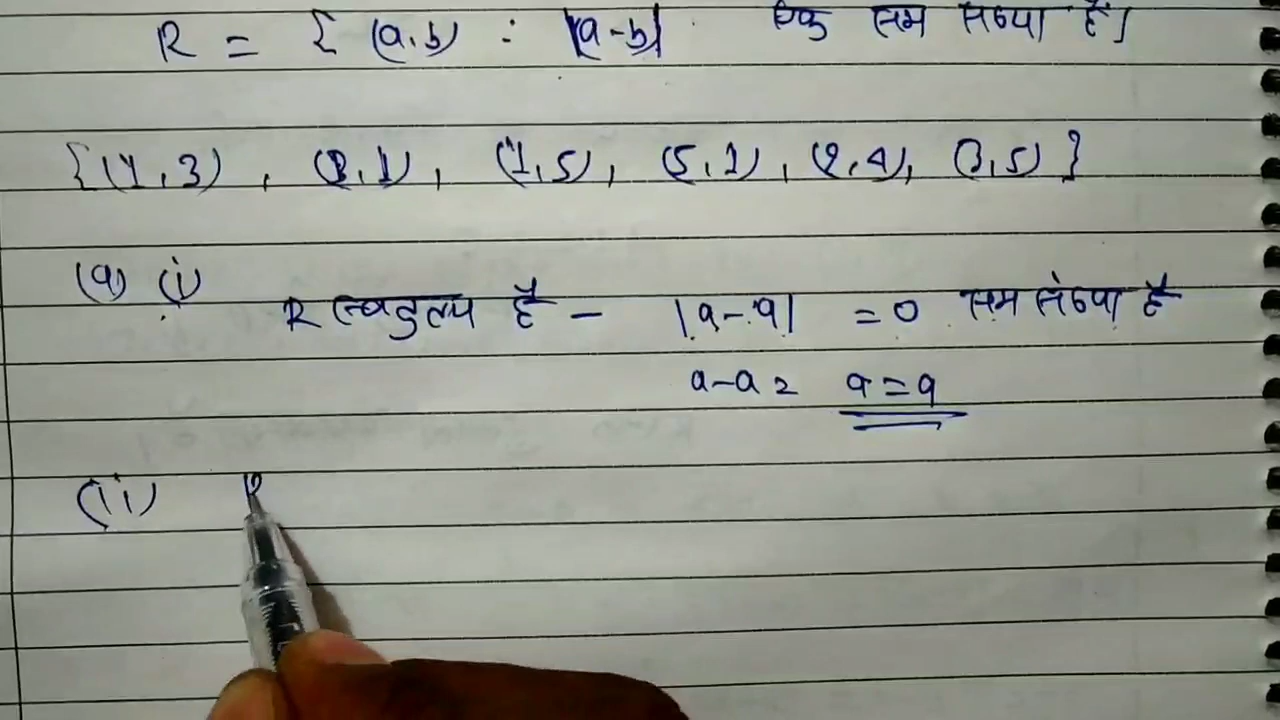 R = { (a,b) : |a-b| एक सम संख्या है}
{(1,3), (3,1), (1,5), (5,1), (2,4), (3,5)}
(a) (i) R स्वतुल्य है - |a-a| = 0 सम संख्या है
a-a = a=a
(ii) R